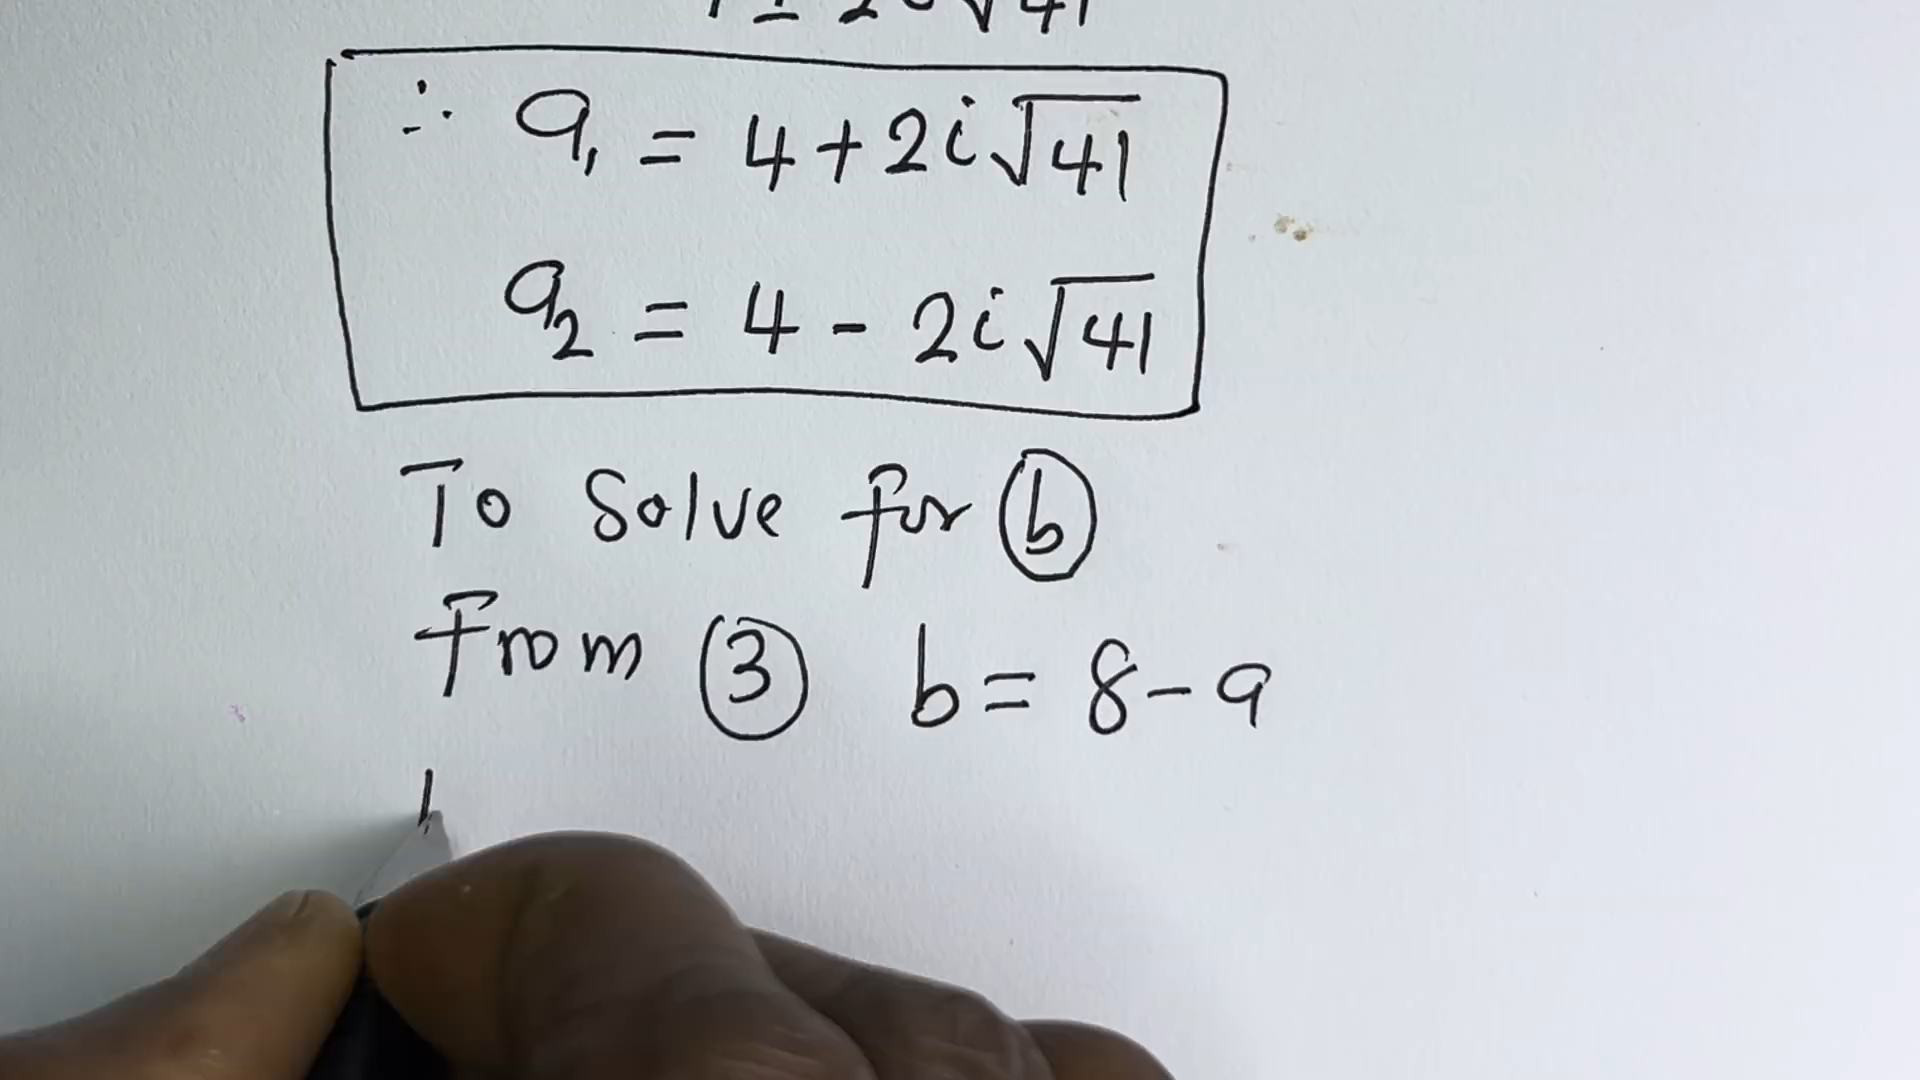 ∴ a₁ = 4 + 2i√41
a₂ = 4 - 2i√41
To Solve for (b)
From (3) b = 8 - a